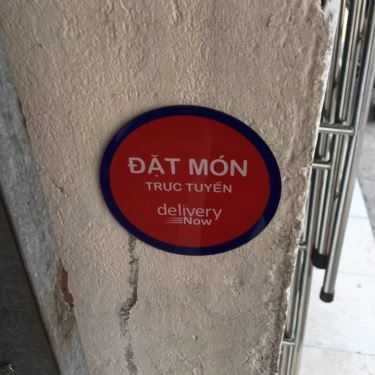 ĐẶT MÓN
TRỰC TUYẾN
delivery
Now